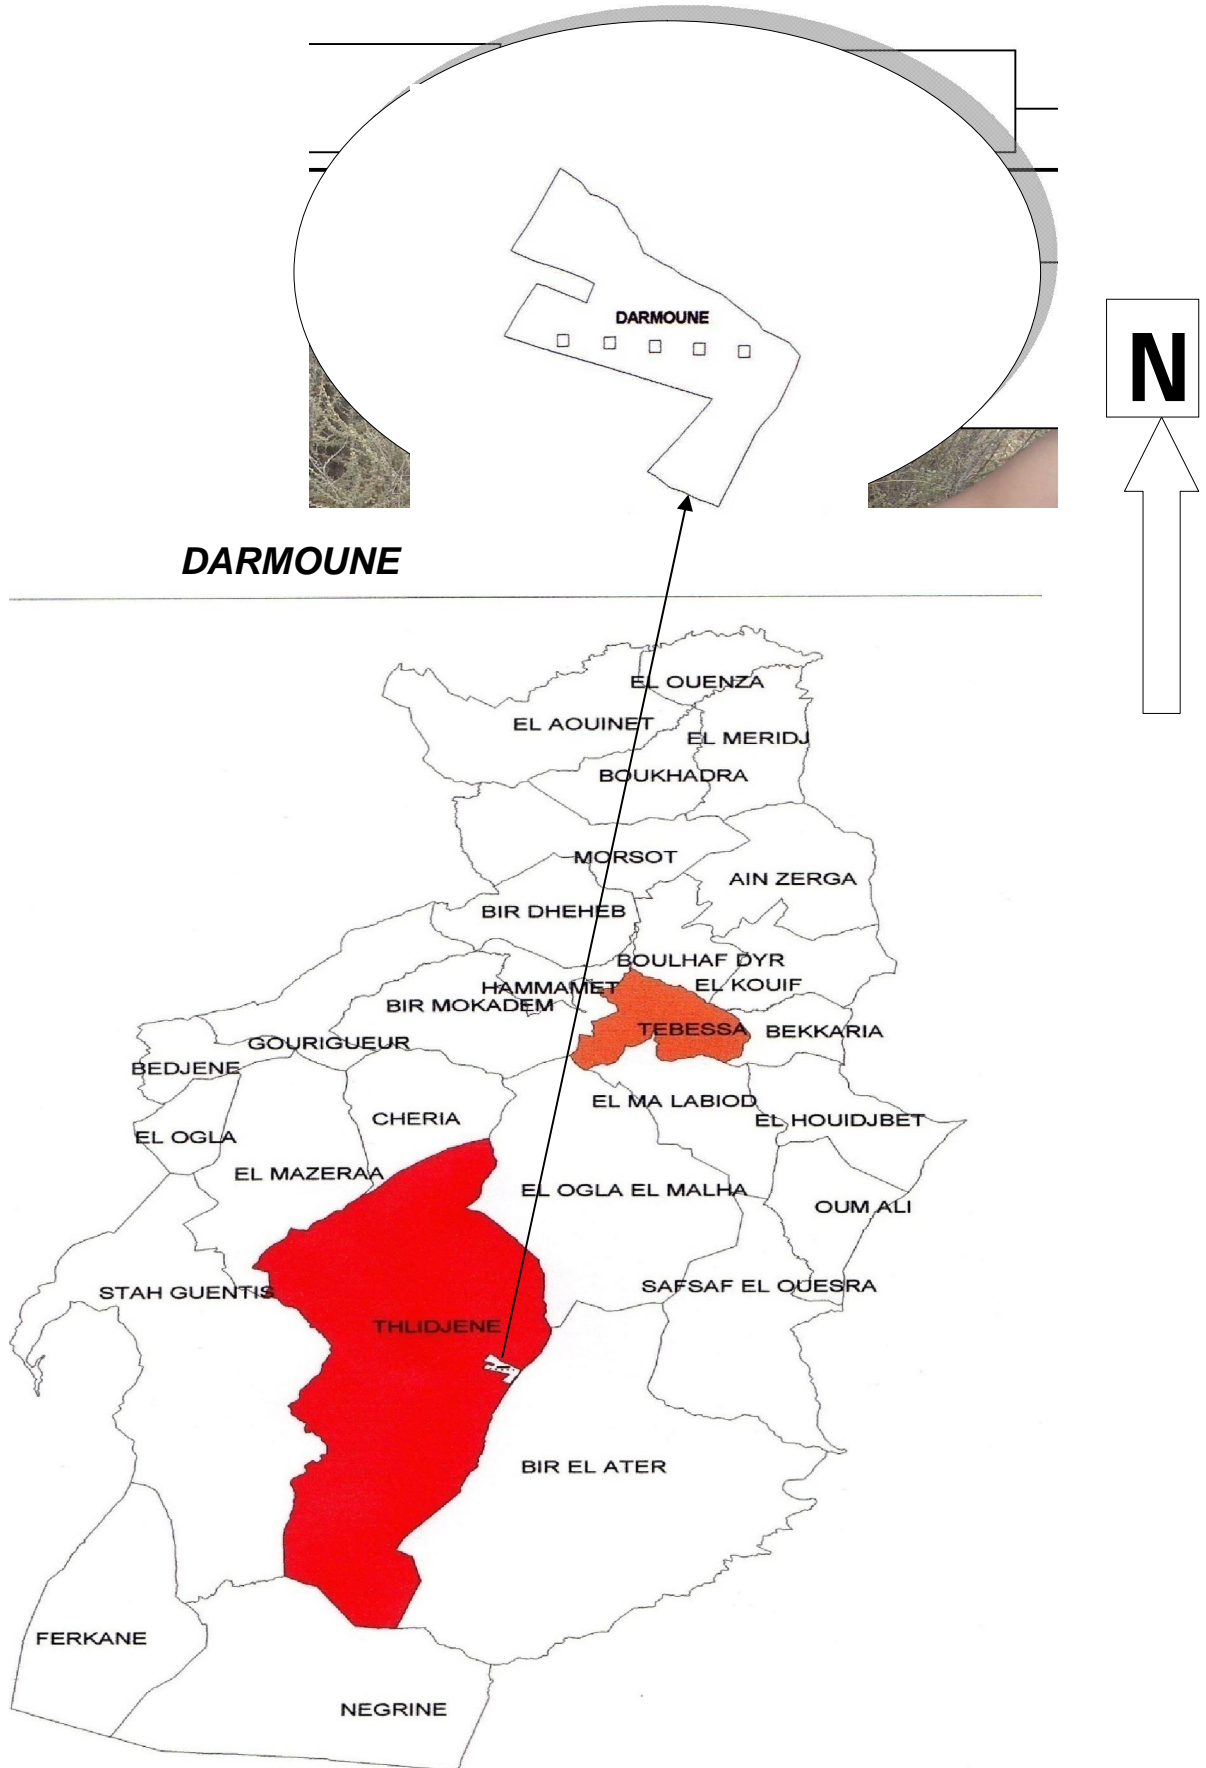 DARMOUNE
N
DARMOUNE
EL OUENZA
EL AOUINET
EL MERIDJ
BOUKHADRA
MORSOT
AIN ZERGA
BIR DHEHEB
BOULHAF DYR
HAMMAMET
EL KOUIF
BIR MOKADEM
TEBESSA
BEKKARIA
GOURIGUEUR
BEDJENE
EL MA LABIOD
CHERIA
EL HOUIDJBET
EL OGLA
EL MAZERAA
EL OGLA EL MALHA
OUM ALI
STAH GUENTIS
SAFSAF EL OUESRA
THLIDJENE
BIR EL ATER
FERKANE
NEGRINE